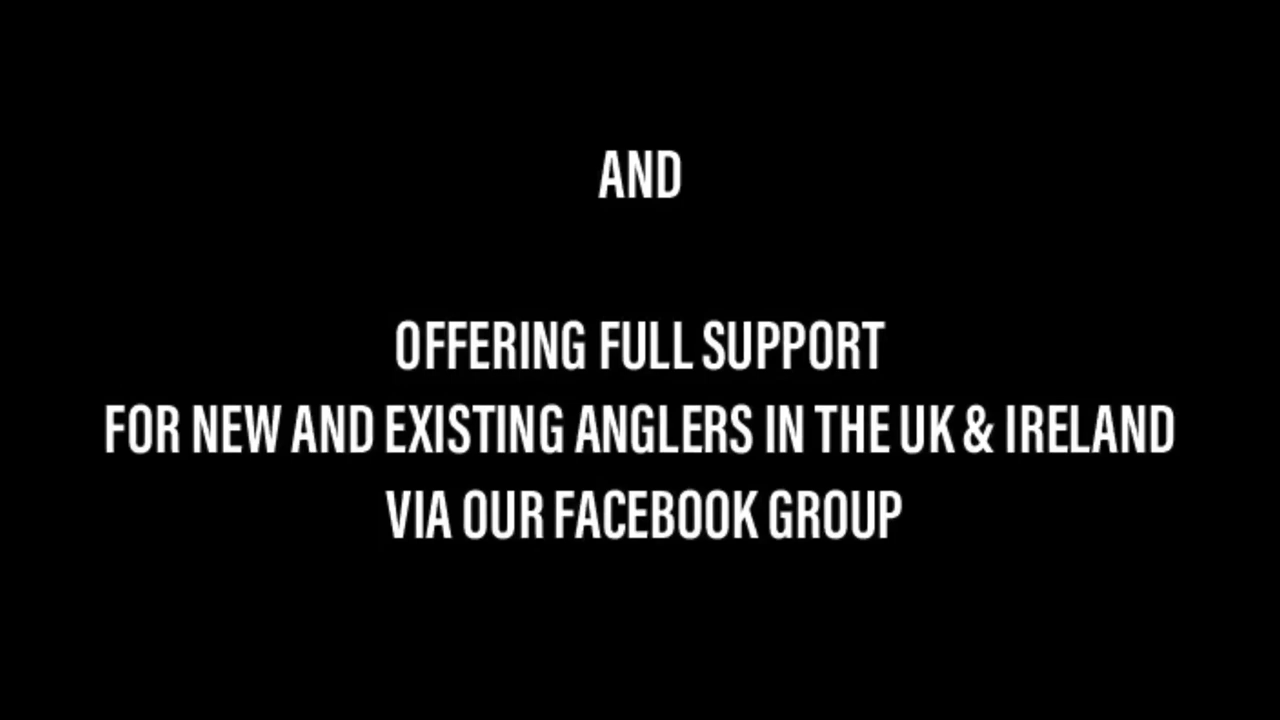 AND
OFFERING FULL SUPPORT
FOR NEW AND EXISTING ANGLERS IN THE UK & IRELAND
VIA OUR FACEBOOK GROUP